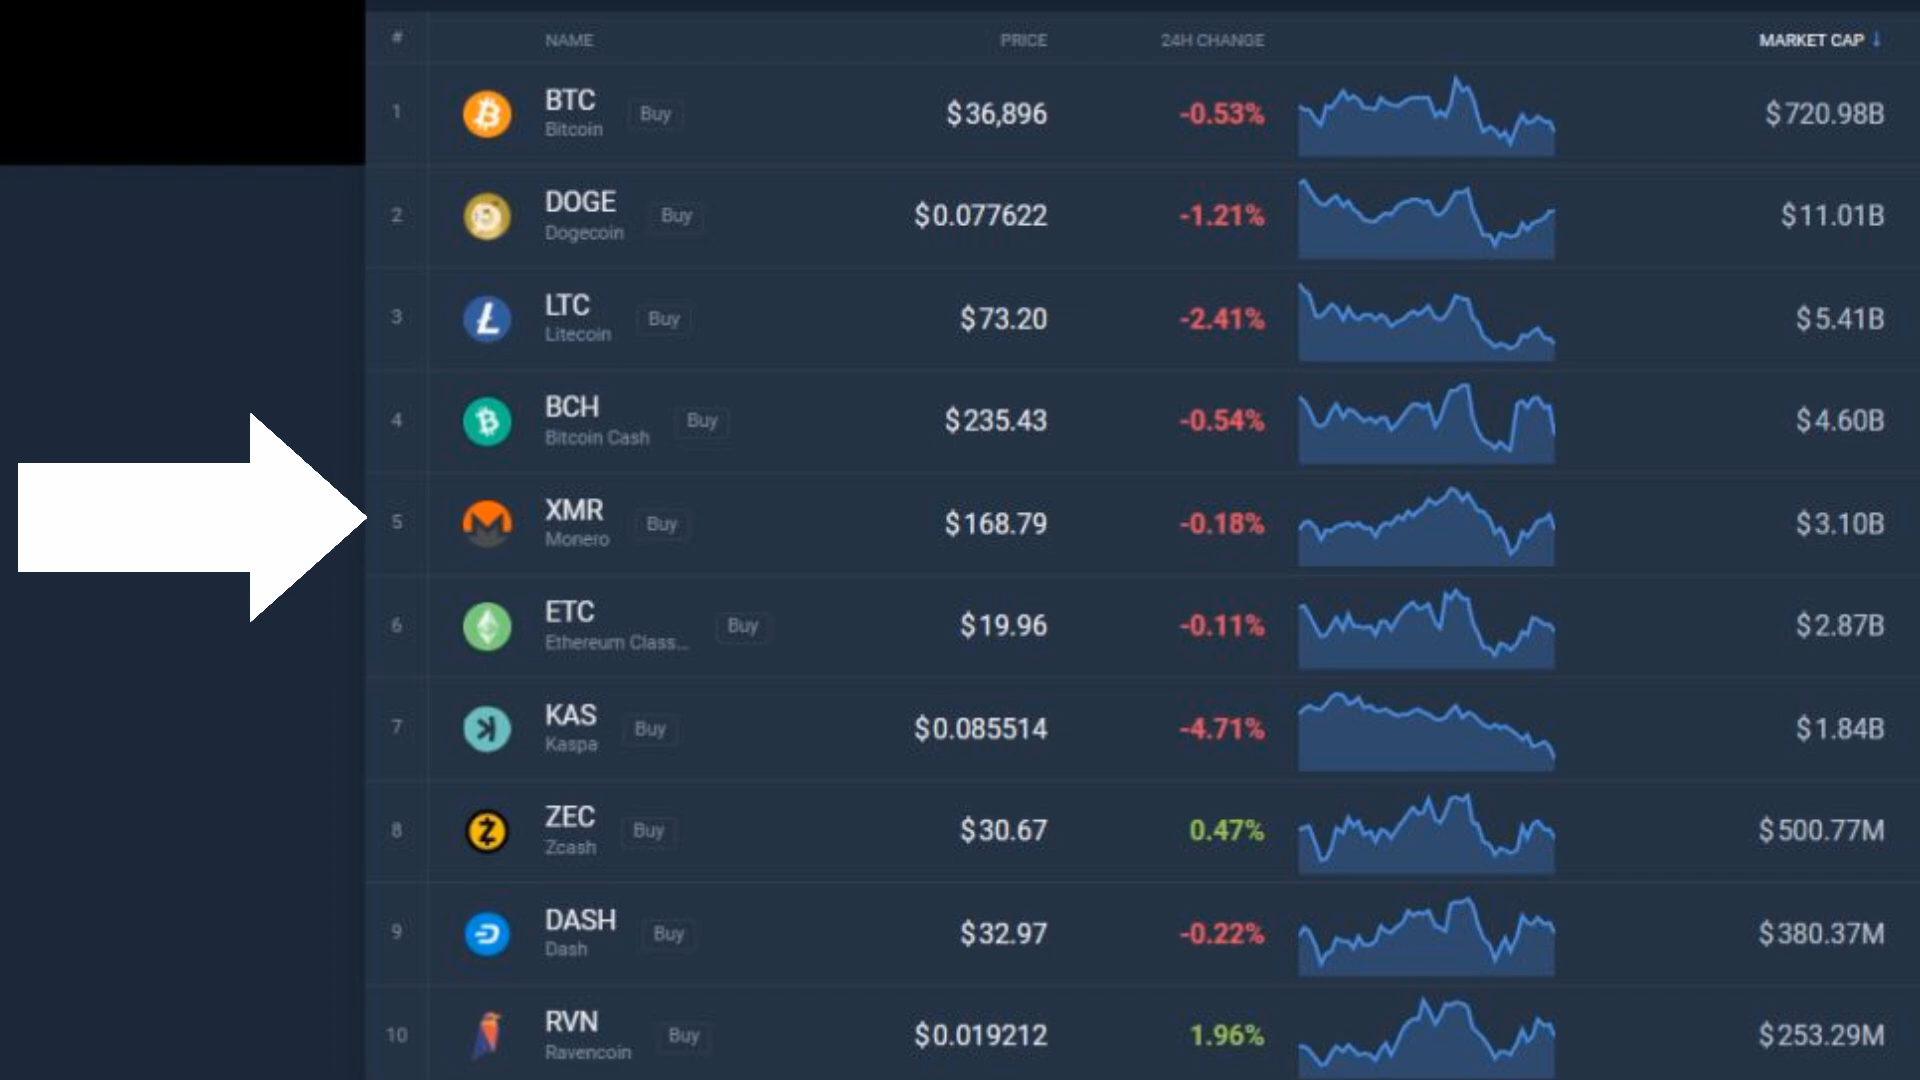 # NAME PRICE 24H CHANGE MARKET CAP ↓
1 BTC Bitcoin Buy $36,896 -0.53% $720.98B
2 DOGE Dogecoin Buy $0.077622 -1.21% $11.01B
3 LTC Litecoin Buy $73.20 -2.41% $5.41B
4 BCH Bitcoin Cash Buy $235.43 -0.54% $4.60B
5 XMR Monero Buy $168.79 -0.18% $3.10B
6 ETC Ethereum Class... Buy $19.96 -0.11% $2.87B
7 KAS Kaspa Buy $0.085514 -4.71% $1.84B
8 ZEC Zcash Buy $30.67 0.47% $500.77M
9 DASH Dash Buy $32.97 -0.22% $380.37M
10 RVN Ravencoin Buy $0.019212 1.96% $253.29M